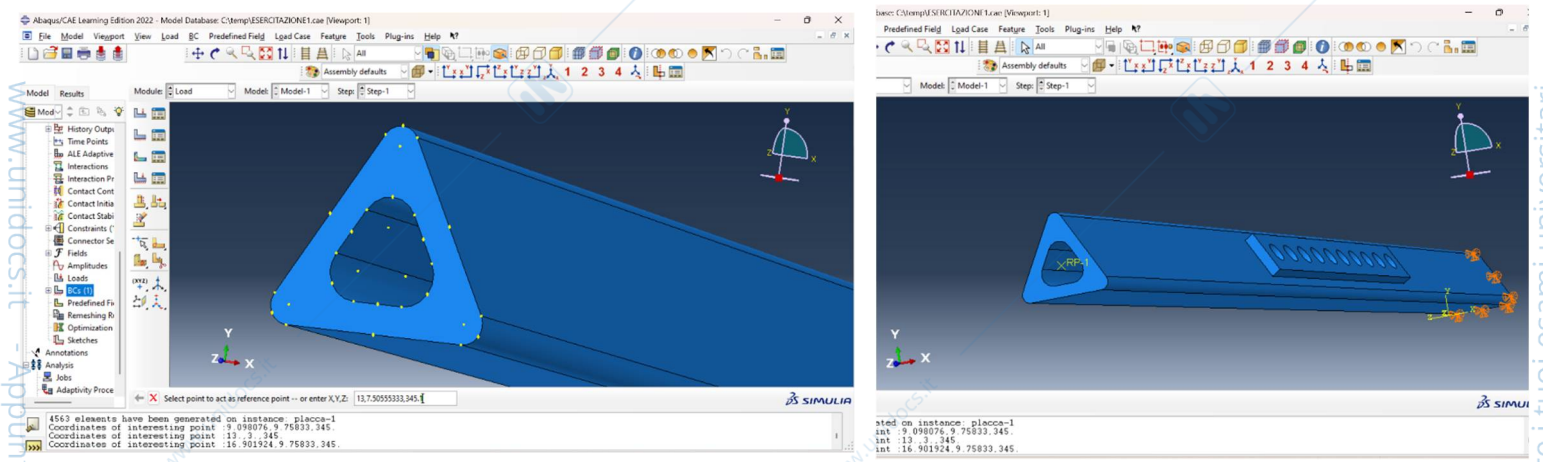 Abaqus/CAE Learning Edition 2022 - Model Database: C:\temp\ESERCITAZIONE1.cae [Viewport: 1]
File Model Viewport View Load BC Predefined Field Load Case Feature Tools Plug-ins Help
All
Assembly defaults
1 2 3 4
Model Results
Module: Load Model: Model-1 Step: Step-1
Mod
History Outpu
Time Points
ALE Adaptive
Interactions
Interaction Pr
Contact Cont
Contact Initia
Contact Stabi
Constraints (
Connector Se
Fields
Amplitudes
Loads
BCs (1)
Predefined Fi
Remeshing R
Optimization
Sketches
Annotations
Analysis
Jobs
Adaptivity Proce
(XYZ)
Y
Z X
Y
Z X
Select point to act as reference point -- or enter X,Y,Z: 13,7.50555333,345.
SIMULIA
4563 elements have been generated on instance: placca-1
Coordinates of interesting point :9.098076,9.75833,345.
Coordinates of interesting point :13.,3.,345.
Coordinates of interesting point :16.901924,9.75833,345.
base: C:\temp\ESERCITAZIONE1.cae [Viewport: 1]
Predefined Field Load Case Feature Tools Plug-ins Help
All
Assembly defaults
1 2 3 4
Model: Model-1 Step: Step-1
RP-1
Y
Z X
Y
Z X
SIMU
ated on instance: placca-1
int :9.098076,9.75833,345.
int :13.,3.,345.
int :16.901924,9.75833,345.
www.unidocs.it - Appun
www.unidocs.it